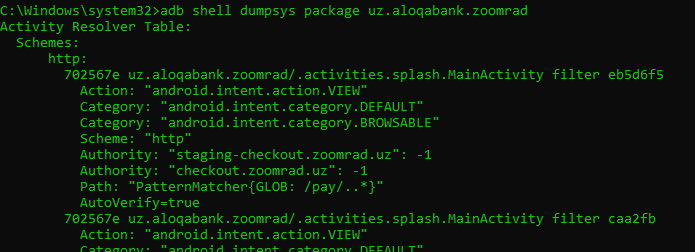 C:\Windows\system32>adb shell dumpsys package uz.aloqabank.zoomrad
Activity Resolver Table:
  Schemes:
      http:
        702567e uz.aloqabank.zoomrad/.activities.splash.MainActivity filter eb5d6f5
          Action: "android.intent.action.VIEW"
          Category: "android.intent.category.DEFAULT"
          Category: "android.intent.category.BROWSABLE"
          Scheme: "http"
          Authority: "staging-checkout.zoomrad.uz": -1
          Authority: "checkout.zoomrad.uz": -1
          Path: "PatternMatcher{GLOB: /pay/..*}"
          AutoVerify=true
        702567e uz.aloqabank.zoomrad/.activities.splash.MainActivity filter caa2fb
          Action: "android.intent.action.VIEW"
          Category: "android.intent.category.DEFAULT"